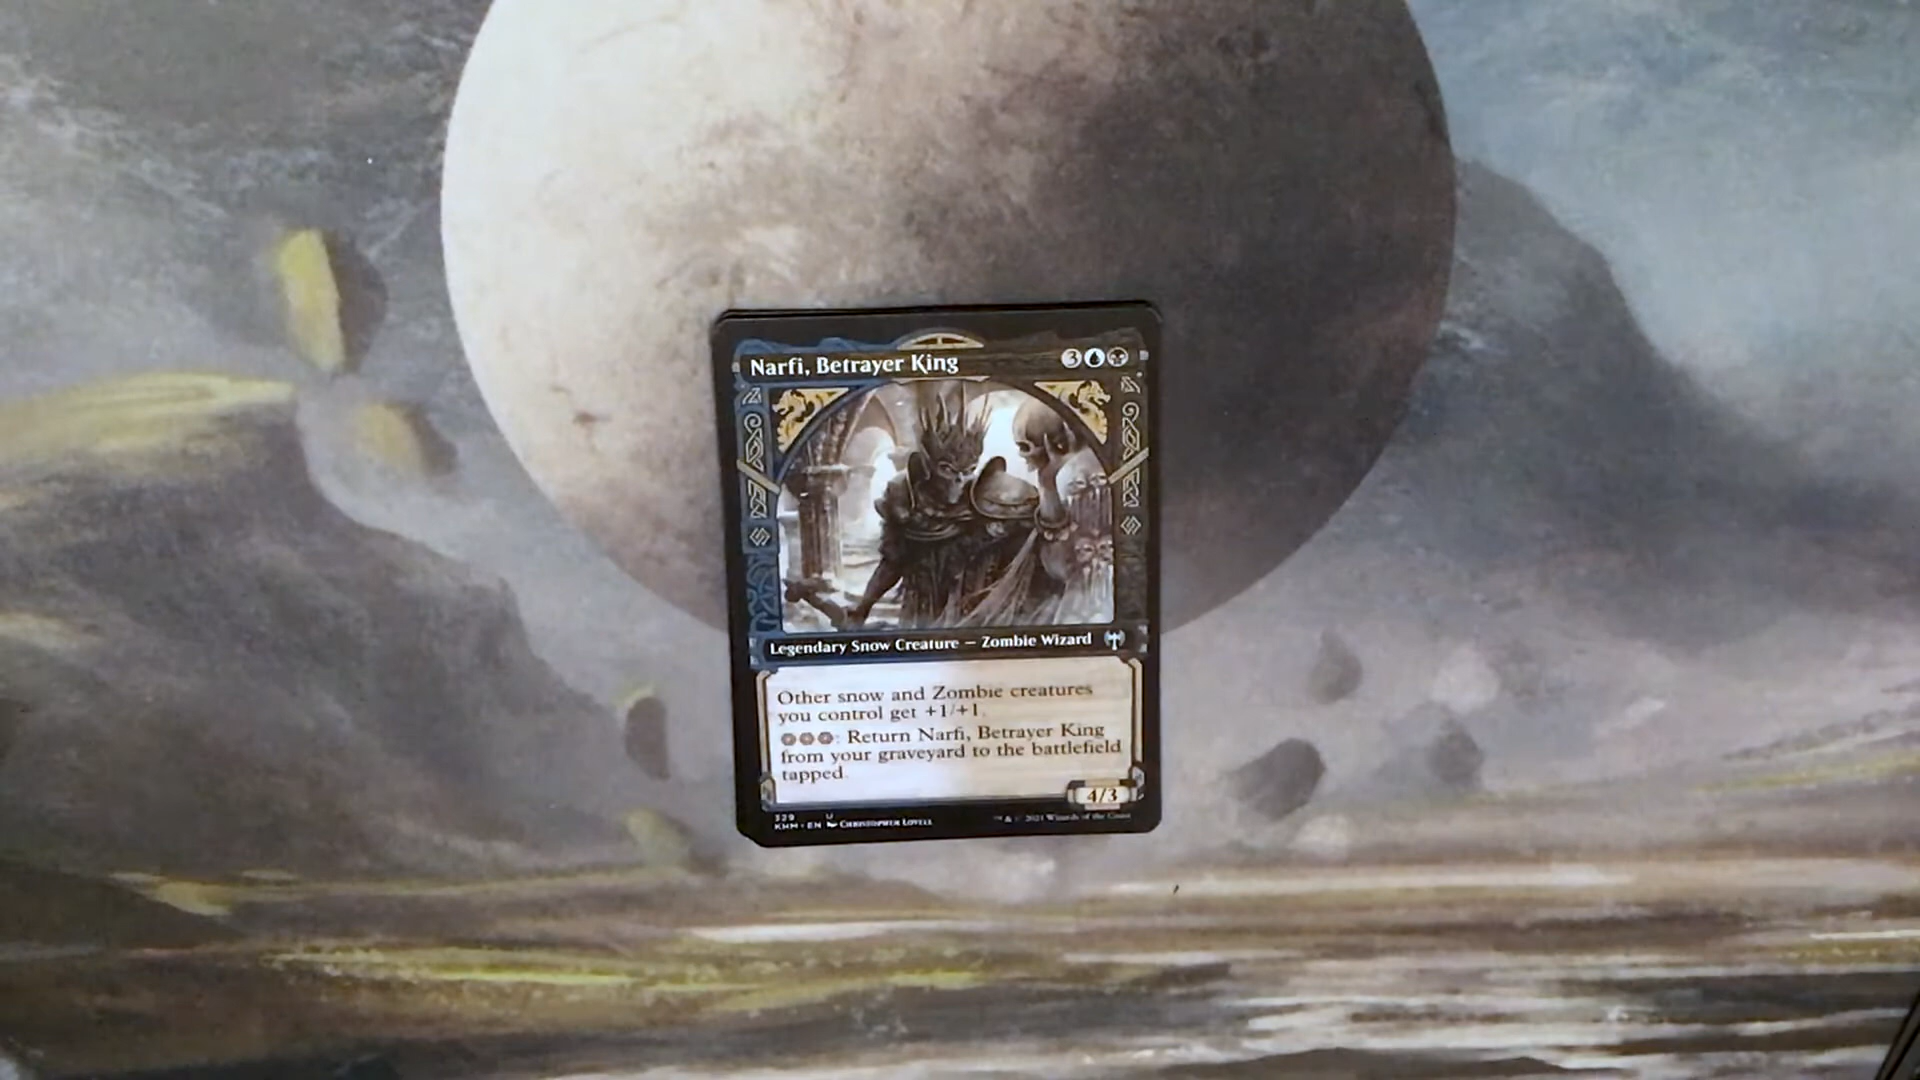 Narfi, Betrayer King 3
Legendary Snow Creature — Zombie Wizard
Other snow and Zombie creatures
you control get +1/+1.
: Return Narfi, Betrayer King
from your graveyard to the battlefield
tapped.
4/3
329 U
KHM • EN Christopher Lovell
™ & © 2021 Wizards of the Coast